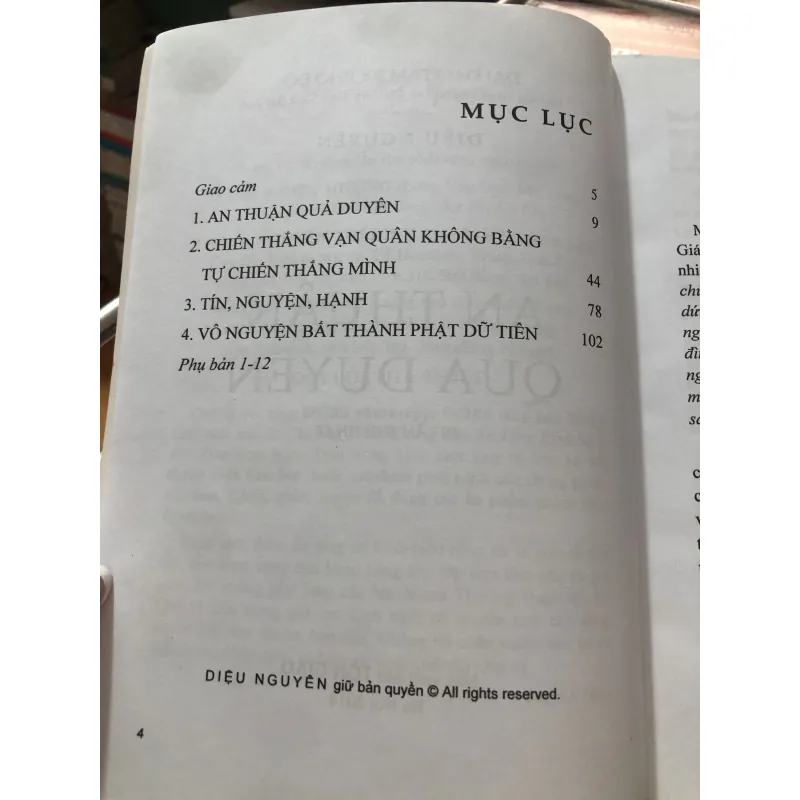 MỤC LỤC
Giao cảm 5
1. AN THUẬN QUẢ DUYÊN 9
2. CHIẾN THẮNG VẠN QUÂN KHÔNG BẰNG
TỰ CHIẾN THẮNG MÌNH 44
3. TÍN, NGUYỆN, HẠNH 78
4. VÔ NGUYỆN BẤT THÀNH PHẬT DỮ TIÊN 102
Phụ bản 1-12
DIỆU NGUYÊN giữ bản quyền © All rights reserved.
4